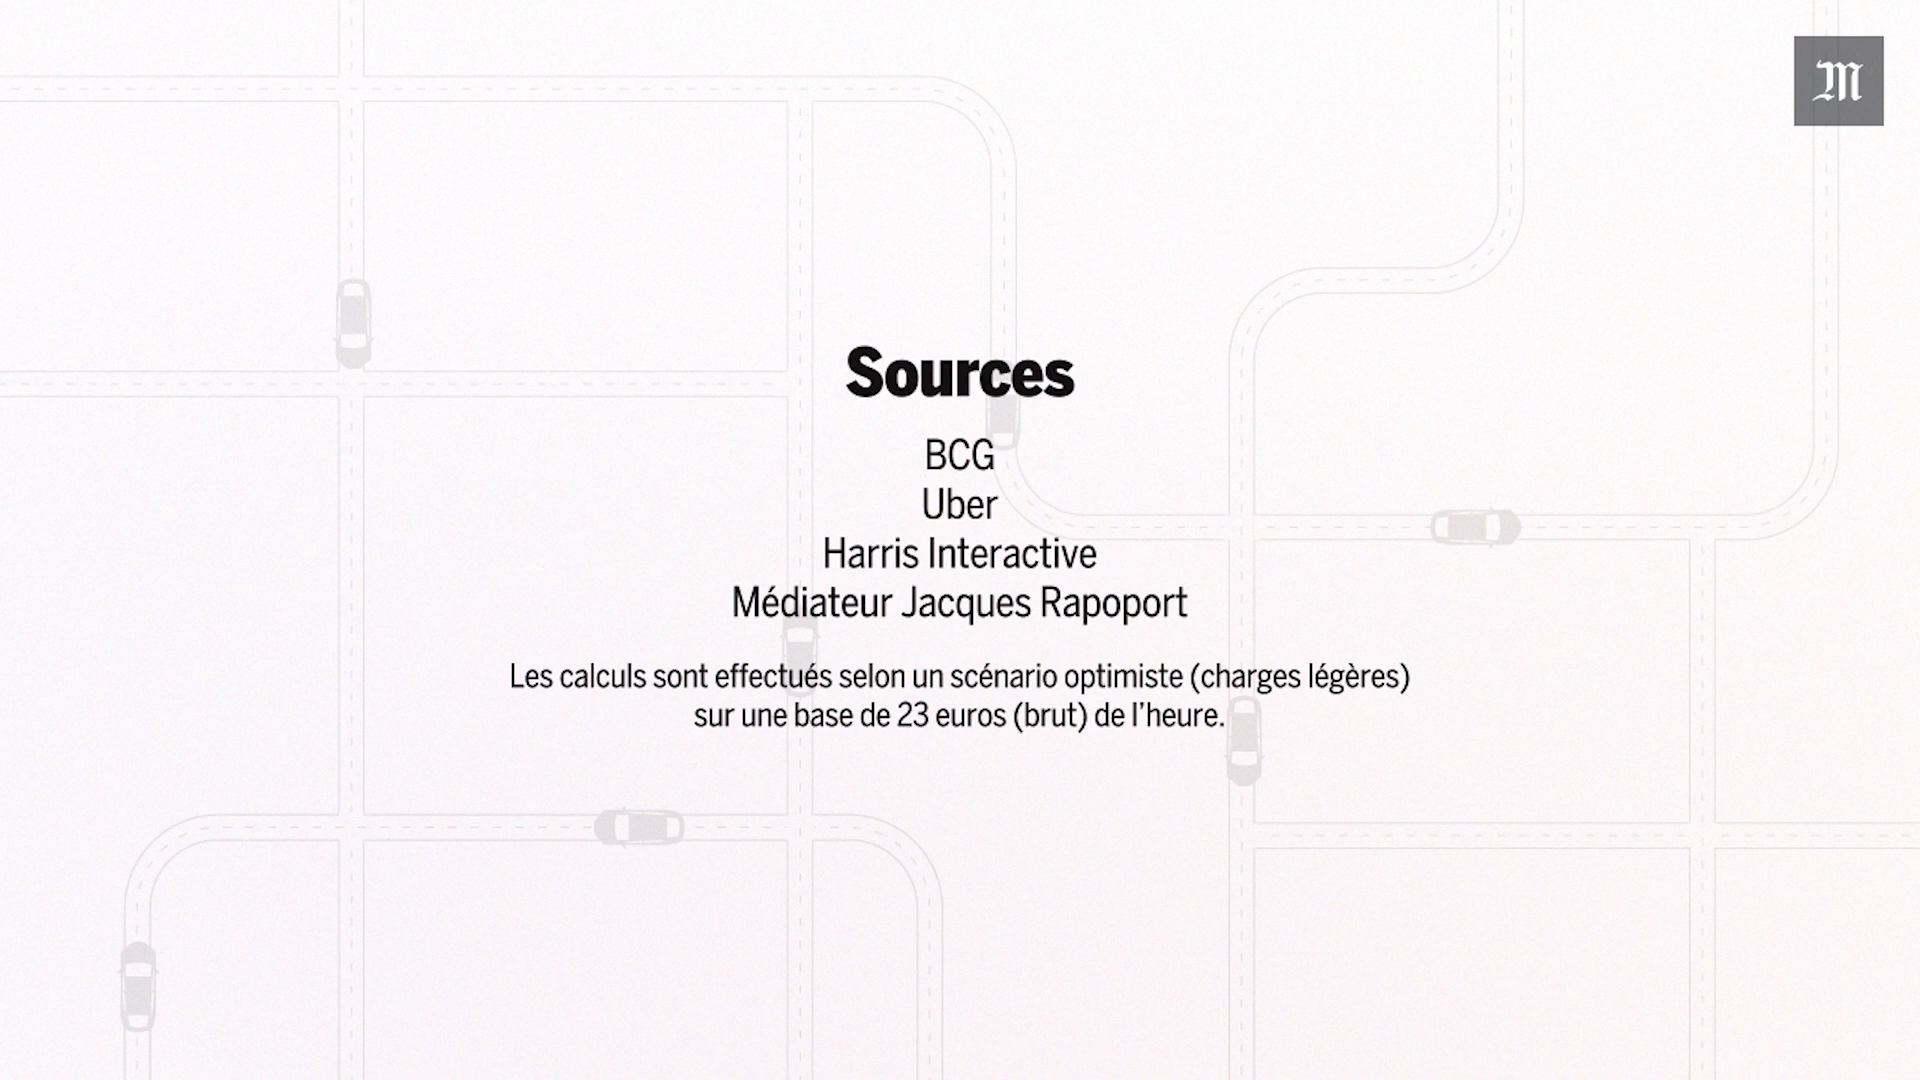 M
Sources
BCG
Uber
Harris Interactive
Médiateur Jacques Rapoport
Les calculs sont effectués selon un scénario optimiste (charges légères)
sur une base de 23 euros (brut) de l'heure.